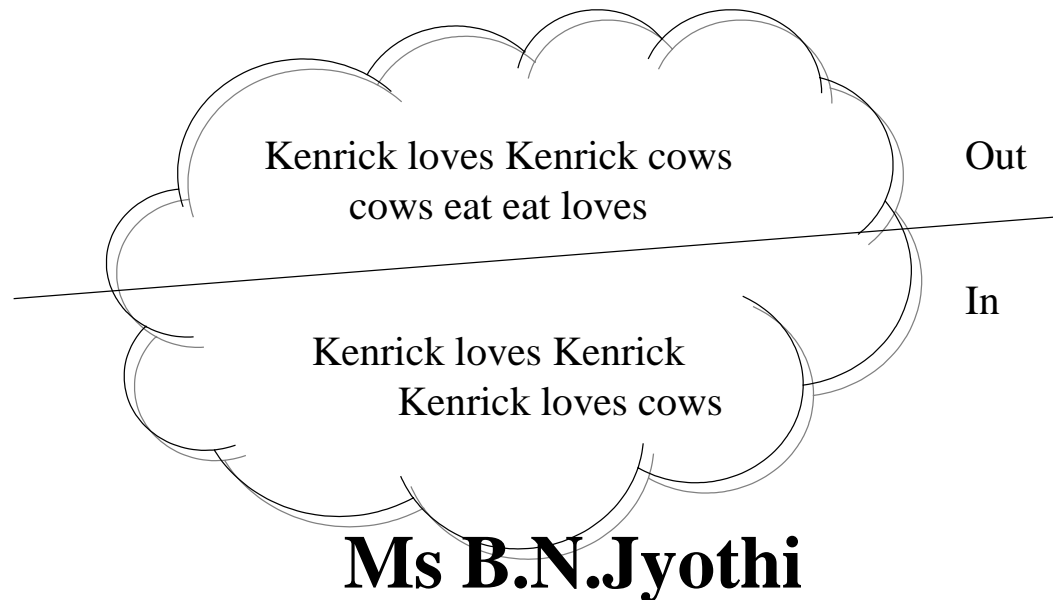 Kenrick loves Kenrick cows
cows eat eat loves
Out
In
Kenrick loves Kenrick
Kenrick loves cows
Ms B.N.Jyothi